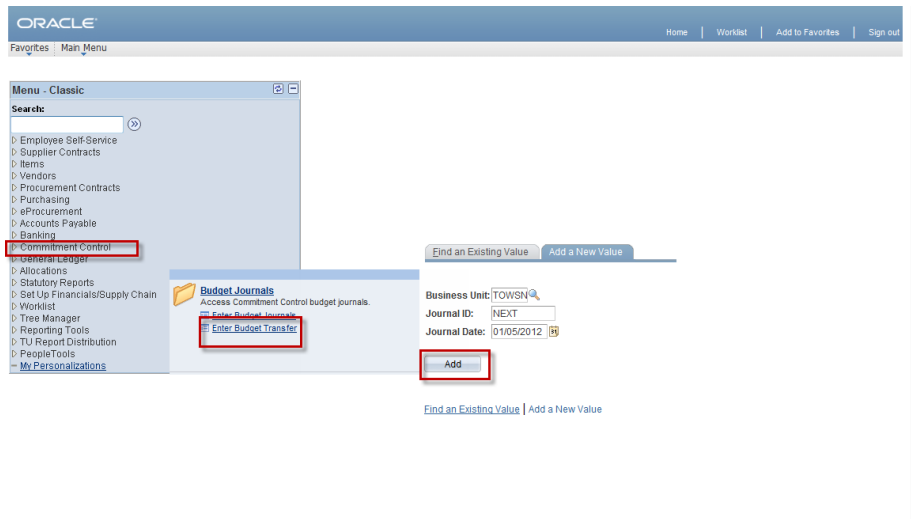 ORACLE
Home | Worklist | Add to Favorites | Sign out
Favorites Main Menu
Menu - Classic
Search:
Employee Self-Service
Supplier Contracts
Items
Vendors
Procurement Contracts
Purchasing
eProcurement
Accounts Payable
Banking
Commitment Control
General Ledger
Allocations
Statutory Reports
Set Up Financials/Supply Chain
Worklist
Tree Manager
Reporting Tools
TU Report Distribution
PeopleTools
My Personalizations
Budget Journals
Access Commitment Control budget journals.
Enter Budget Journals
Enter Budget Transfer
Find an Existing Value Add a New Value
Business Unit: TOWSN
Journal ID: NEXT
Journal Date: 01/05/2012
Add
Find an Existing Value | Add a New Value